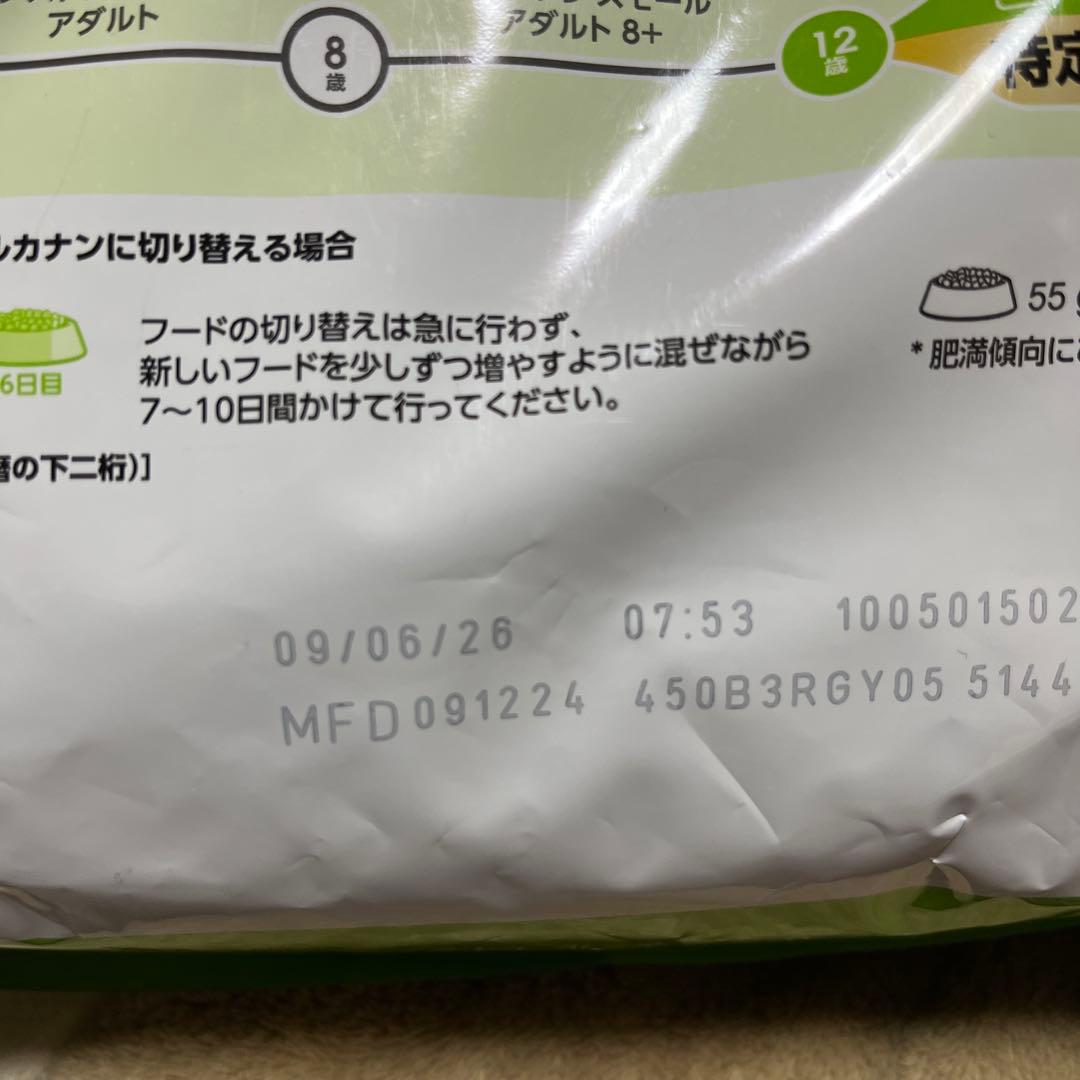 アダルト
アダルト 8+
8
歳
12
歳
特定
ルカナンに切り替える場合
6日目
フードの切り替えは急に行わず、
新しいフードを少しずつ増やすように混ぜながら
7〜10日間かけて行ってください。
55 g
*肥満傾向に
暦の下二桁)]
09/06/26 07:53 100501502
MFD091224 450B3RGY05 5144